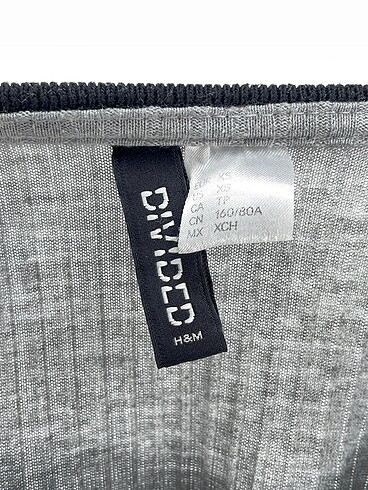 DIVIDED
H&M
XS
XS
CA TP
CN 160/80A
MX XCH